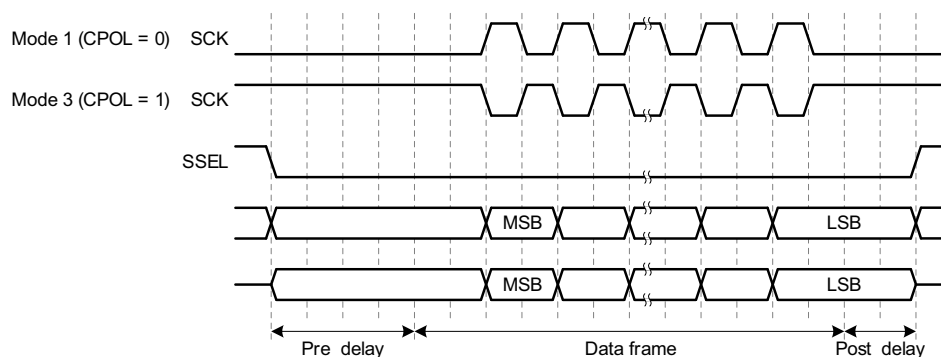 Mode 1 (CPOL = 0) SCK
Mode 3 (CPOL = 1) SCK
SSEL
MSB LSB
MSB LSB
Pre delay Data frame Post delay